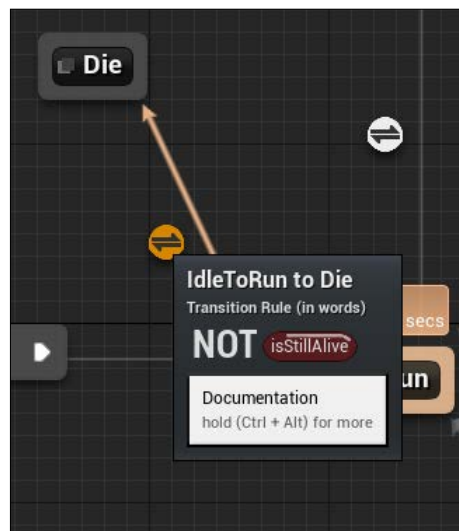 Die
IdleToRun to Die
Transition Rule (in words)
NOT isStillAlive
secs
un
Documentation
hold (Ctrl + Alt) for more